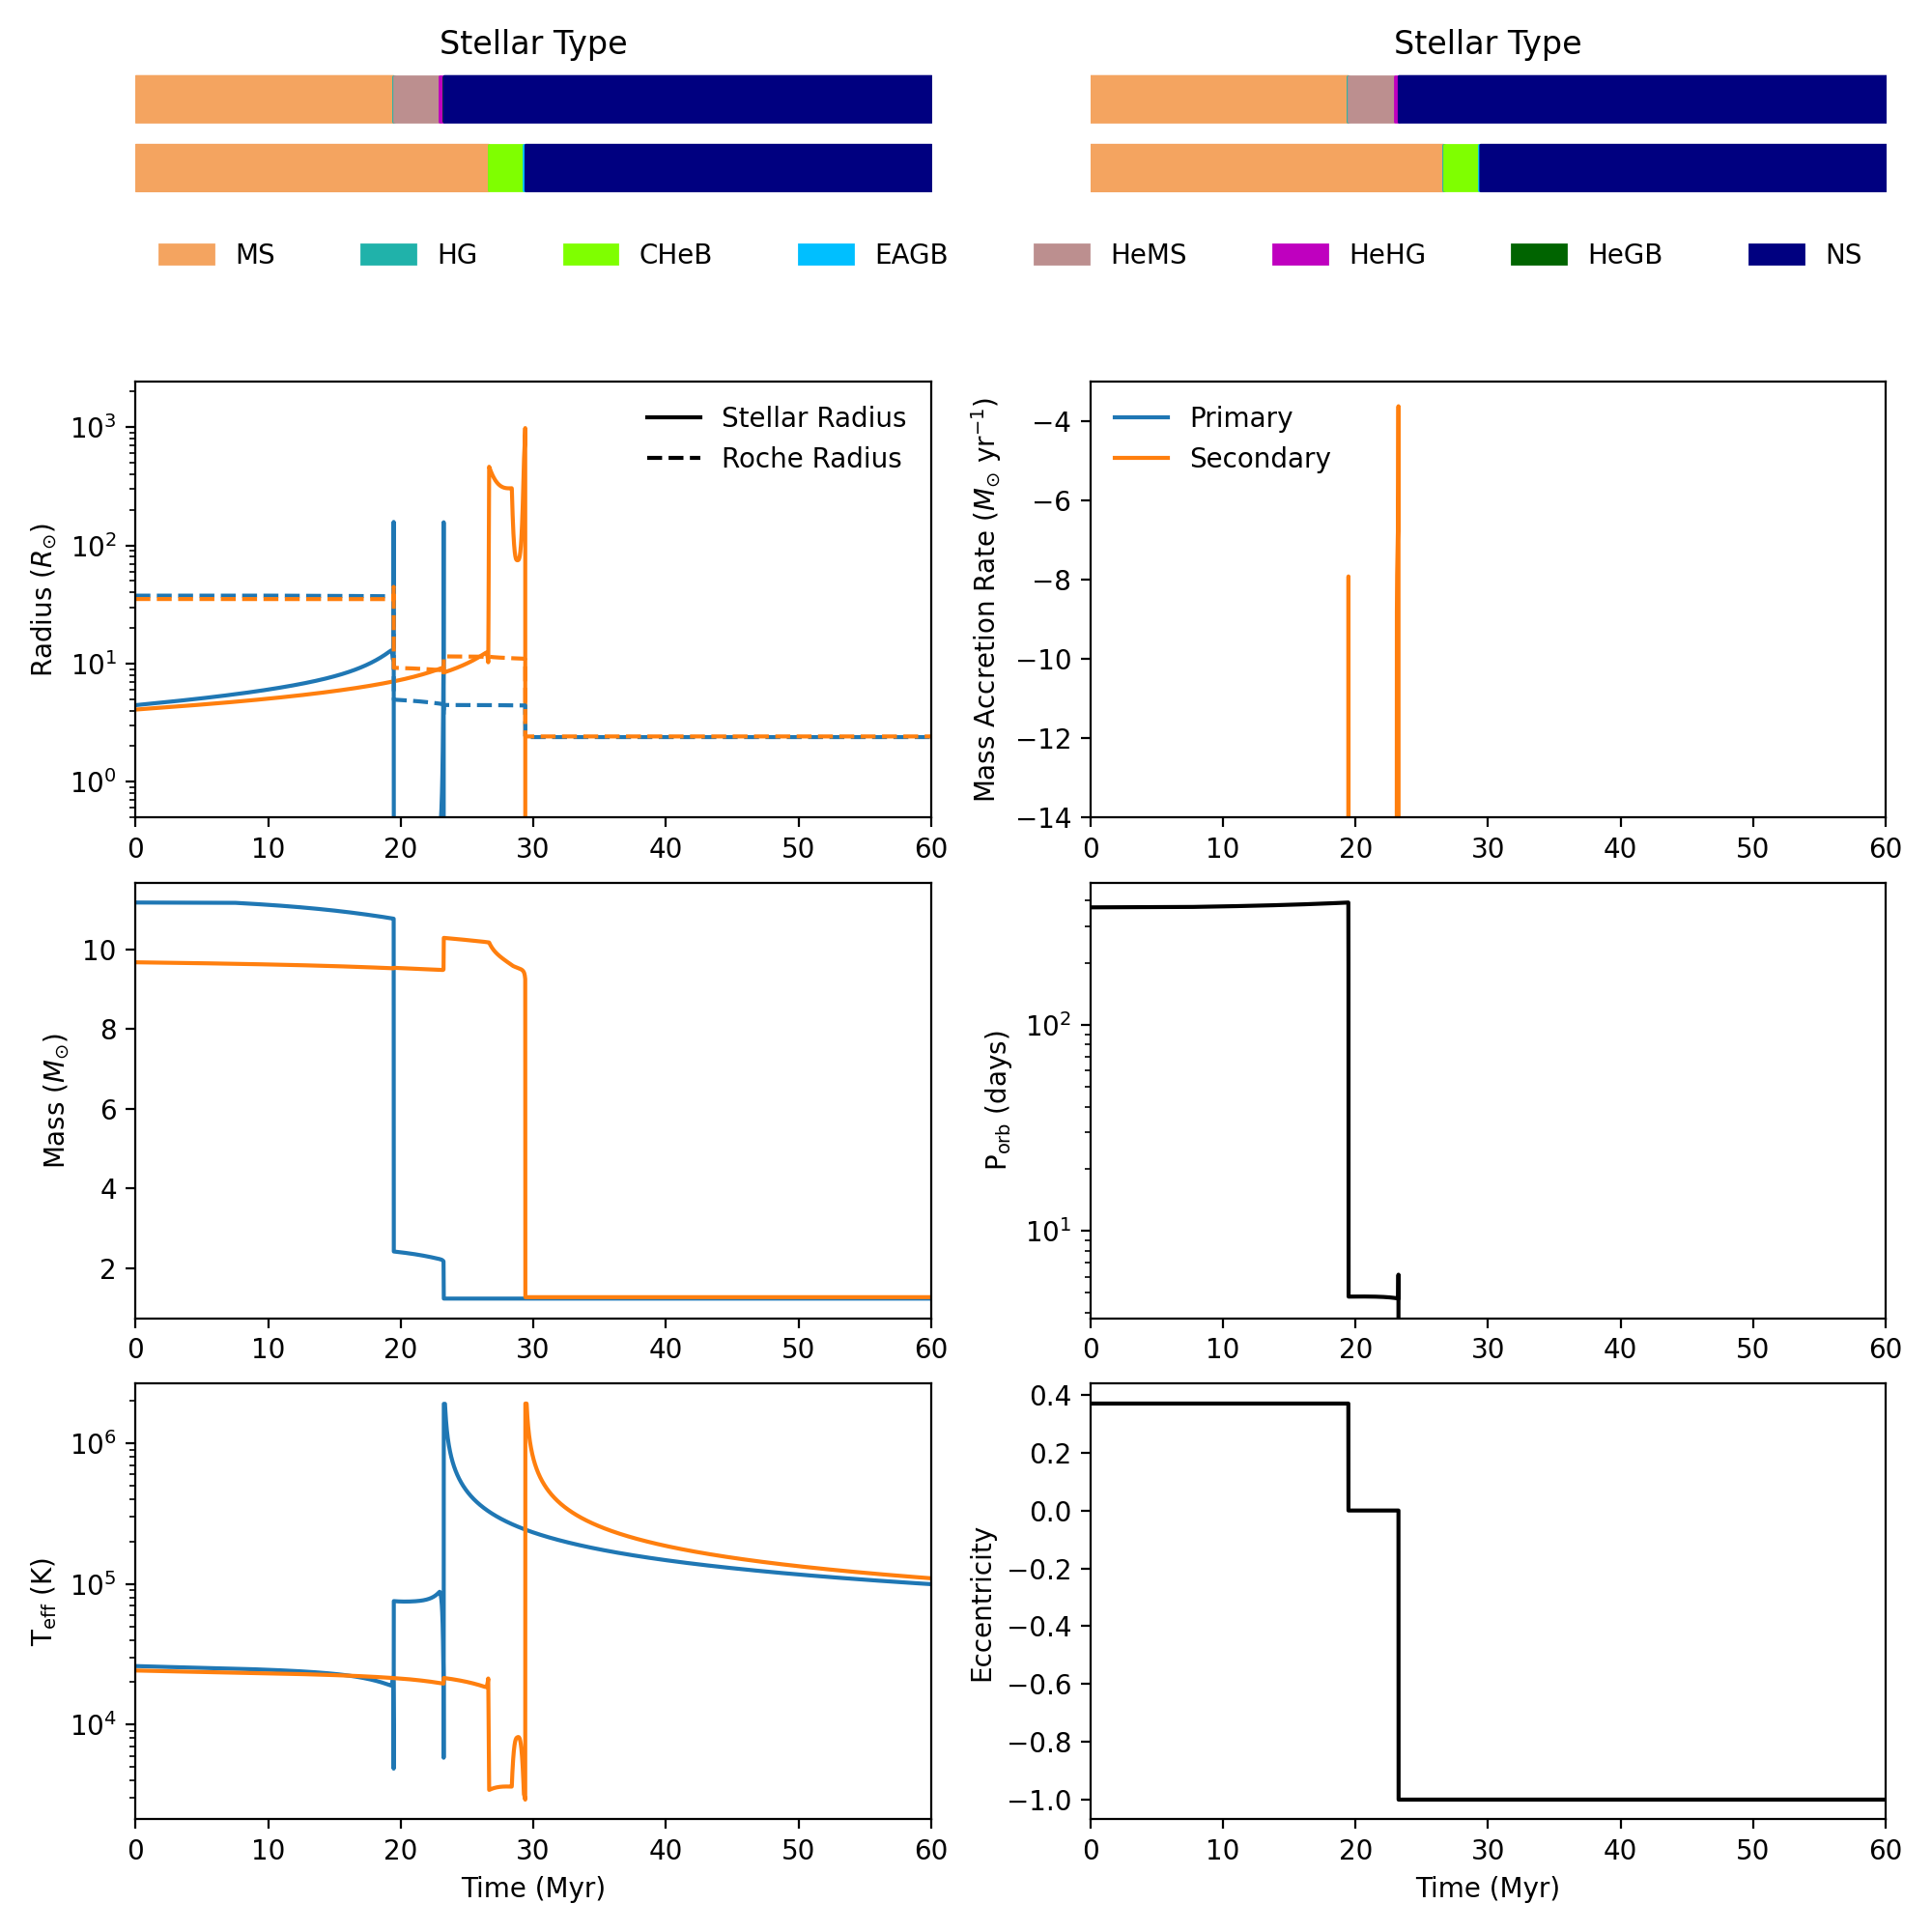 Stellar Type Stellar Type
MS HG CHeB EAGB HeMS HeHG HeGB NS
Radius (R☉)
10³
10²
10¹
10⁰
Stellar Radius
Roche Radius
0 10 20 30 40 50 60
Mass Accretion Rate (M☉ yr⁻¹)
−4
−6
−8
−10
−12
−14
Primary
Secondary
0 10 20 30 40 50 60
Mass (M☉)
10
8
6
4
2
0 10 20 30 40 50 60
P_orb (days)
10²
10¹
0 10 20 30 40 50 60
T_eff (K)
10⁶
10⁵
10⁴
0 10 20 30 40 50 60
Time (Myr)
Eccentricity
0.4
0.2
0.0
−0.2
−0.4
−0.6
−0.8
−1.0
0 10 20 30 40 50 60
Time (Myr)